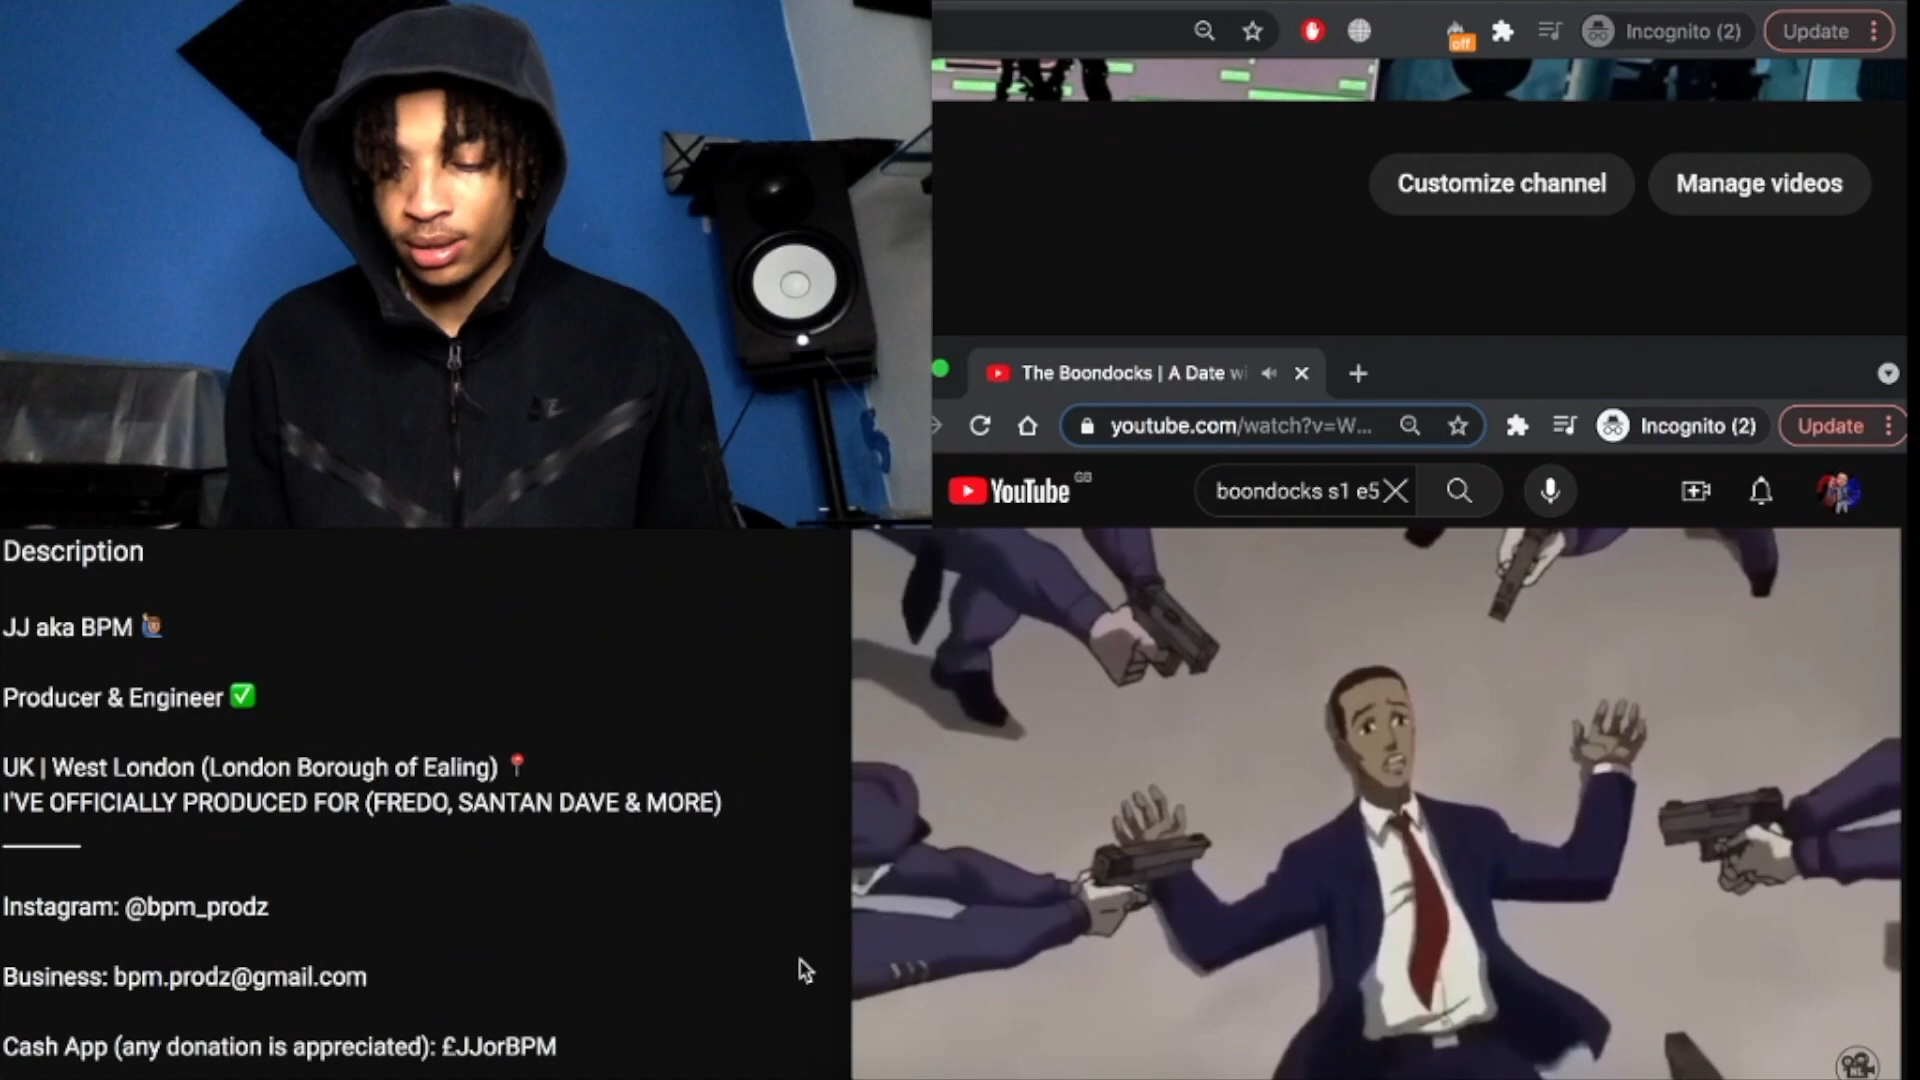 off
Incognito (2)
Update
Customize channel
Manage videos
The Boondocks | A Date wi
youtube.com/watch?v=W...
Incognito (2)
Update
YouTube GB
boondocks s1 e5
Description
JJ aka BPM
Producer & Engineer
UK | West London (London Borough of Ealing)
I'VE OFFICIALLY PRODUCED FOR (FREDO, SANTAN DAVE & MORE)
Instagram: @bpm_prodz
Business: bpm.prodz@gmail.com
Cash App (any donation is appreciated): £JJorBPM